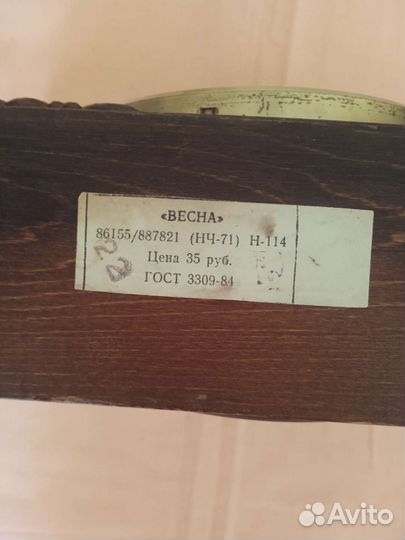 «ВЕСНА»
86155/887821 (НЧ-71) Н-114
Цена 35 руб.
ГОСТ 3309-84
Avito